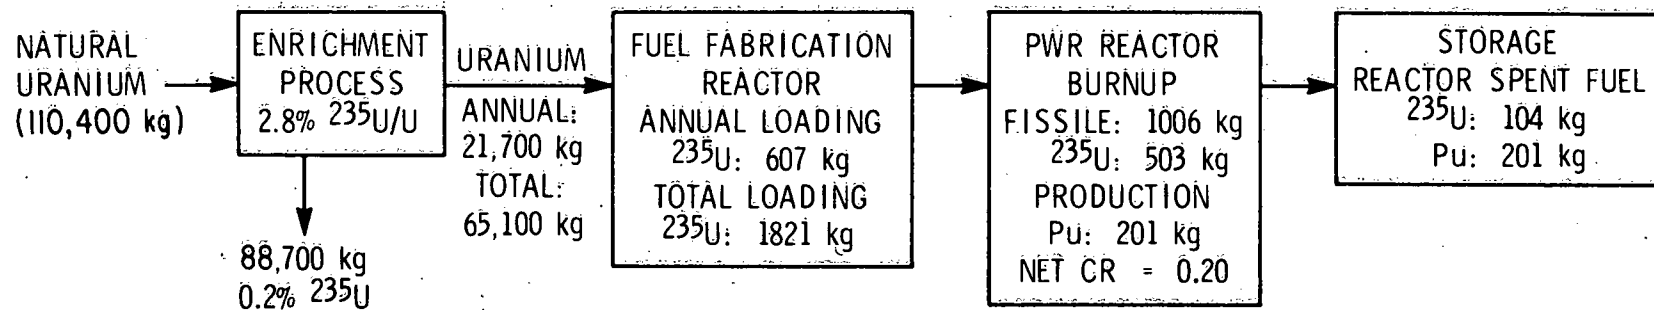 NATURAL
URANIUM
(110,400 kg)
ENRICHMENT
PROCESS
2.8% ²³⁵U/U
88,700 kg
0.2% ²³⁵U
URANIUM
ANNUAL:
21,700 kg
TOTAL:
65,100 kg
FUEL FABRICATION
REACTOR
ANNUAL LOADING
²³⁵U: 607 kg
TOTAL LOADING
²³⁵U: 1821 kg
PWR REACTOR
BURNUP
FISSILE: 1006 kg
²³⁵U: 503 kg
PRODUCTION
Pu: 201 kg
NET CR = 0.20
STORAGE
REACTOR SPENT FUEL
²³⁵U: 104 kg
Pu: 201 kg